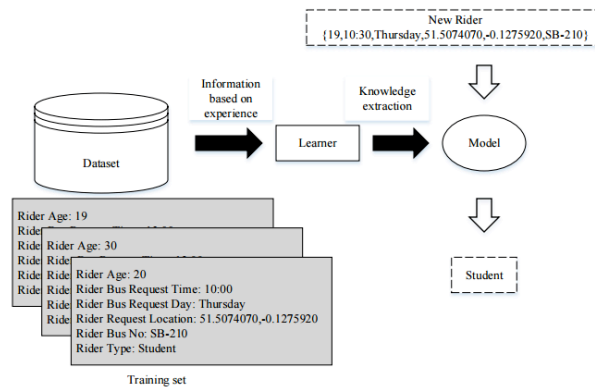 New Rider
{19,10:30,Thursday,51.5074070,-0.1275920,SB-210}
Information
based on
experience
Knowledge
extraction
Dataset
Learner
Model
Rider Age: 19
Rider Age: 30
Rider Age: 20
Rider Bus Request Time: 10:00
Rider Bus Request Day: Thursday
Rider Request Location: 51.5074070,-0.1275920
Rider Bus No: SB-210
Rider Type: Student
Student
Training set